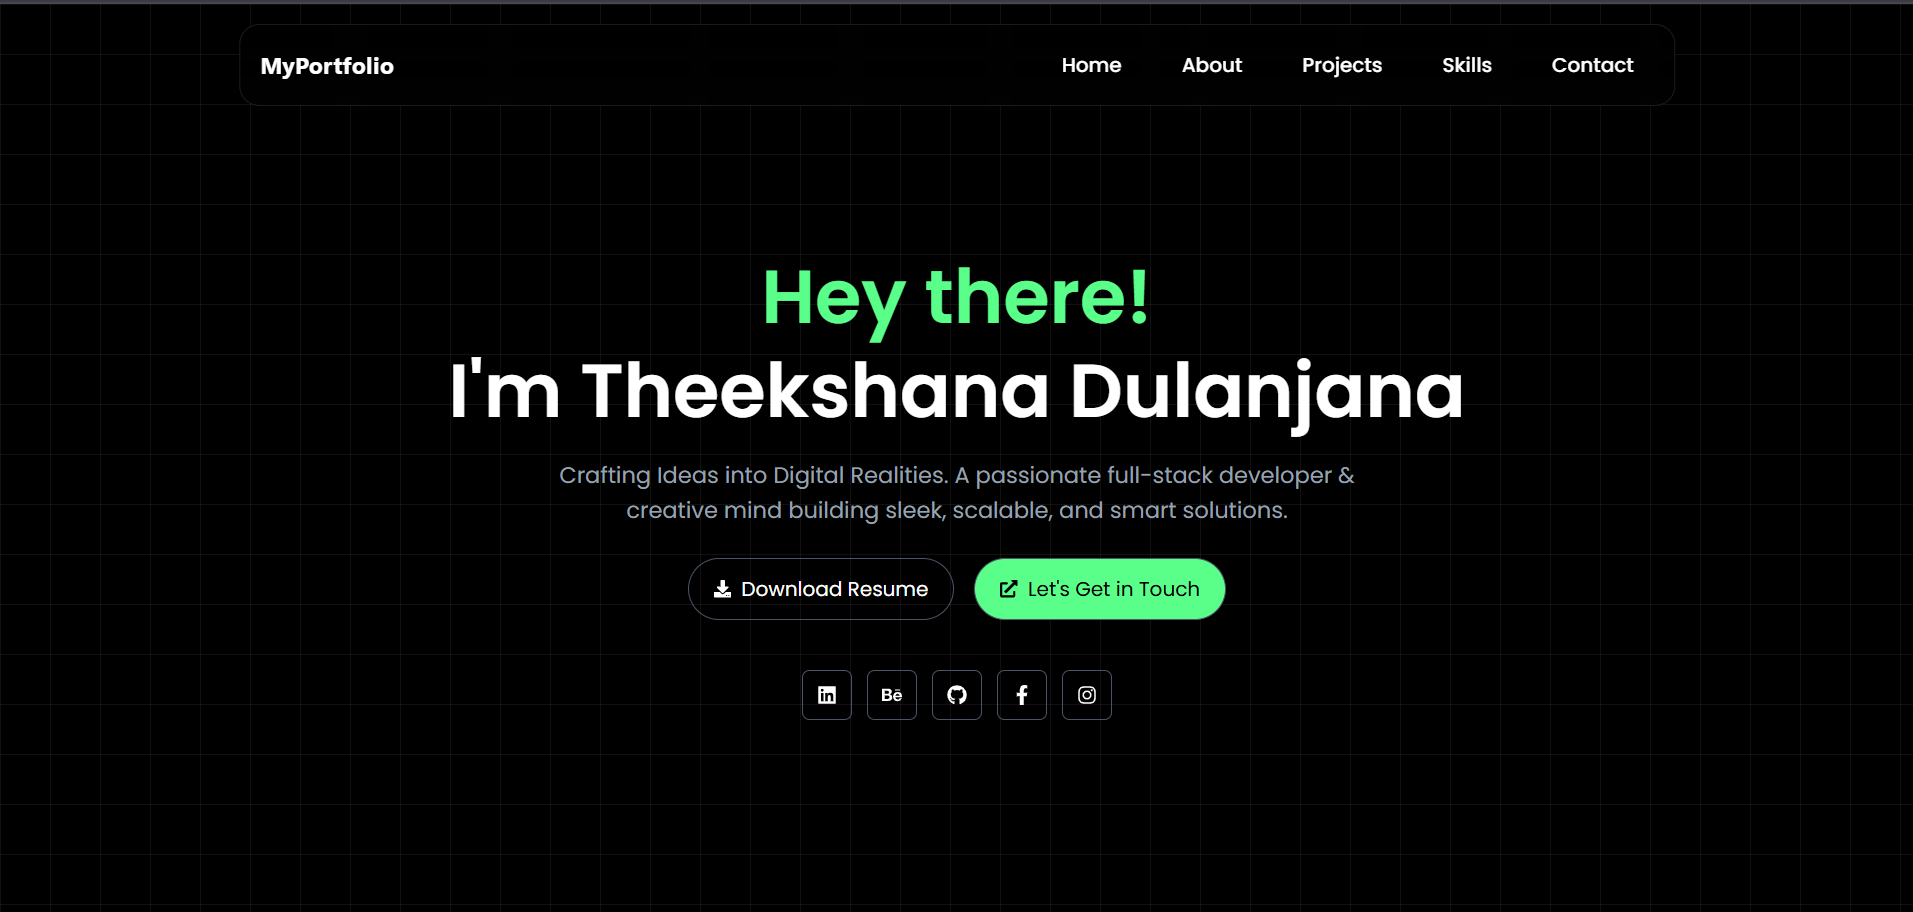 MyPortfolio
Home About Projects Skills Contact
Hey there!
I'm Theekshana Dulanjana
Crafting Ideas into Digital Realities. A passionate full-stack developer &
creative mind building sleek, scalable, and smart solutions.
Download Resume Let's Get in Touch
in Bē f